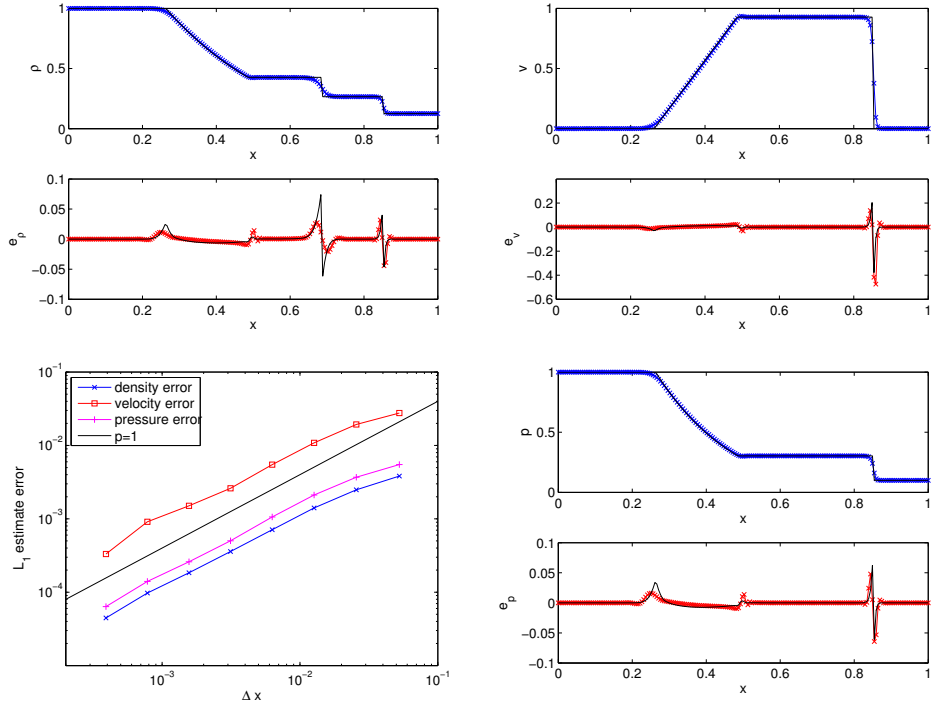 1
0.5
0
ρ
0 0.2 0.4 0.6 0.8 1
x
0.1
0.05
0
−0.05
−0.1
e_ρ
0 0.2 0.4 0.6 0.8 1
x
1
0.5
0
v
0 0.2 0.4 0.6 0.8 1
x
0.2
0
−0.2
−0.4
−0.6
e_v
0 0.2 0.4 0.6 0.8 1
x
10^−1
10^−2
10^−3
10^−4
L_1 estimate error
density error
velocity error
pressure error
p=1
10^−3 10^−2 10^−1
Δ x
1
0.5
0
p
0 0.2 0.4 0.6 0.8 1
x
0.1
0.05
0
−0.05
−0.1
e_p
0 0.2 0.4 0.6 0.8 1
x